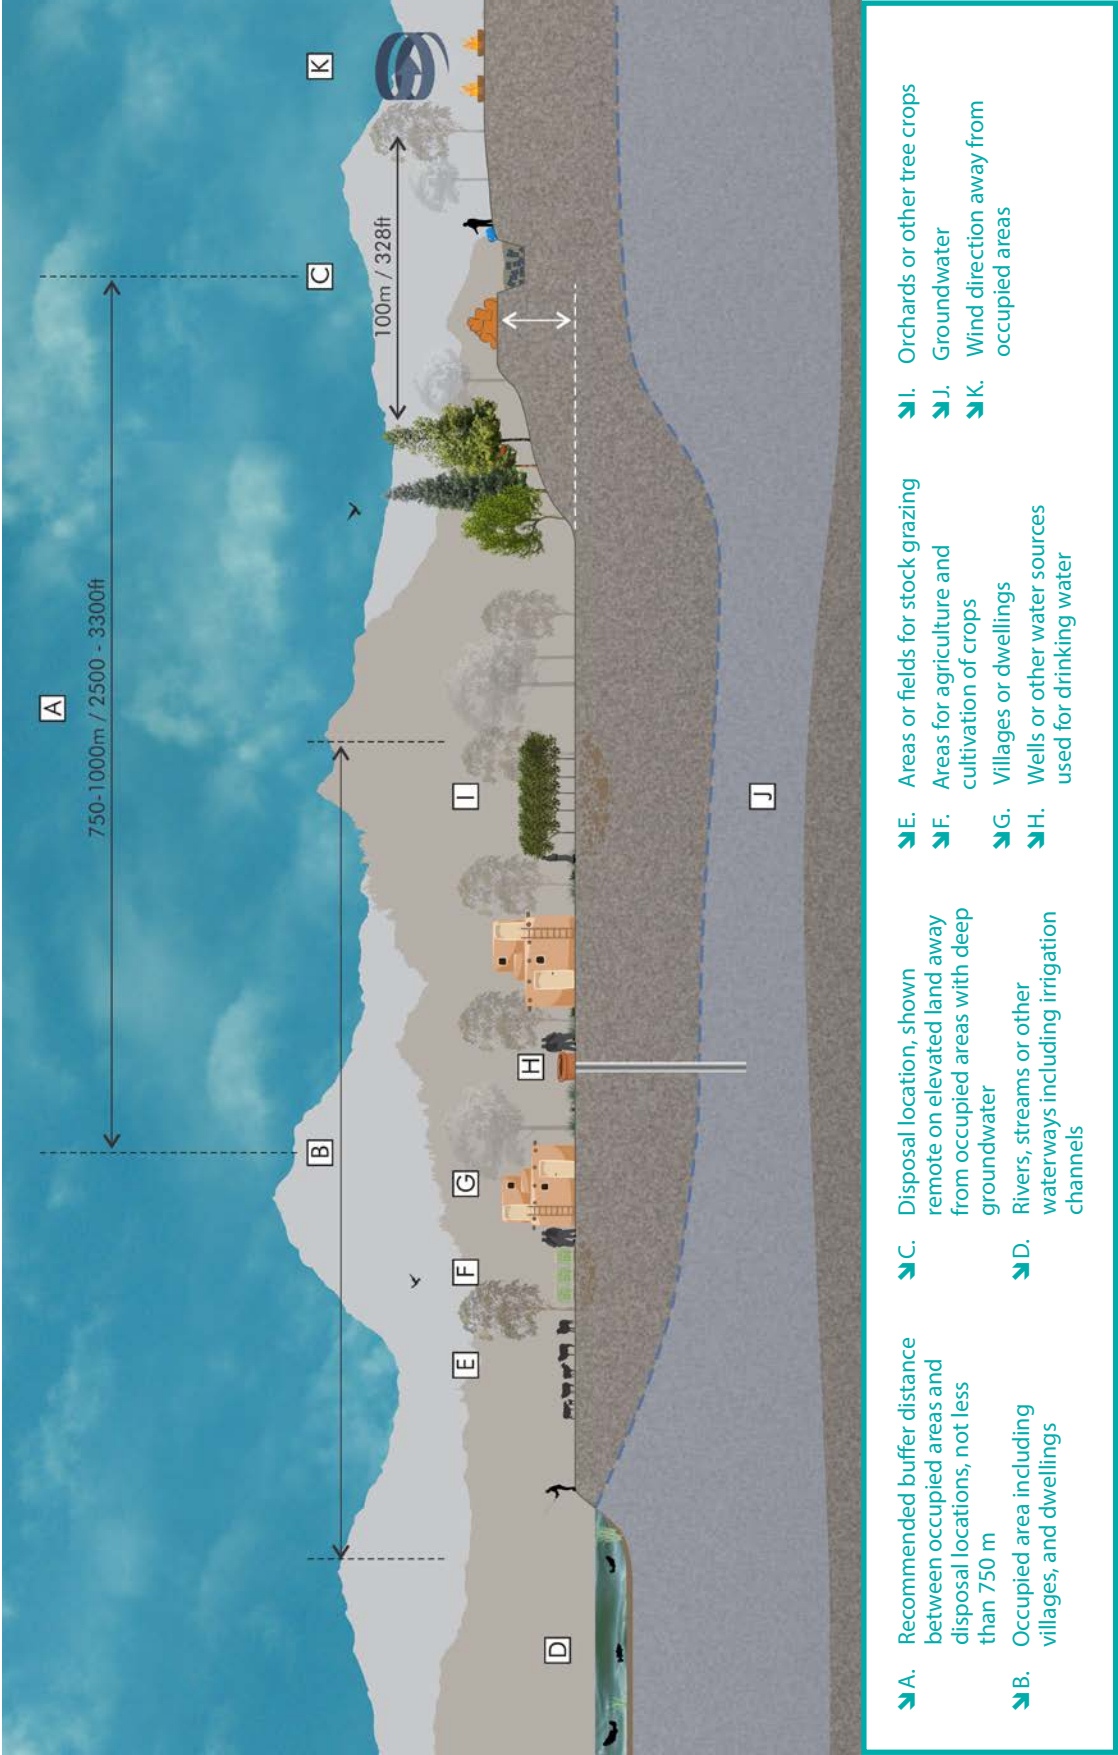 A
750-1000m / 2500 - 3300ft
B
C
K
100m / 328ft
D
E
F
G
H
I
J
A. Recommended buffer distance
between occupied areas and
disposal locations, not less
than 750 m
B. Occupied area including
villages, and dwellings
C. Disposal location, shown
remote on elevated land away
from occupied areas with deep
groundwater
D. Rivers, streams or other
waterways including irrigation
channels
E. Areas or fields for stock grazing
F. Areas for agriculture and
cultivation of crops
G. Villages or dwellings
H. Wells or other water sources
used for drinking water
I. Orchards or other tree crops
J. Groundwater
K. Wind direction away from
occupied areas